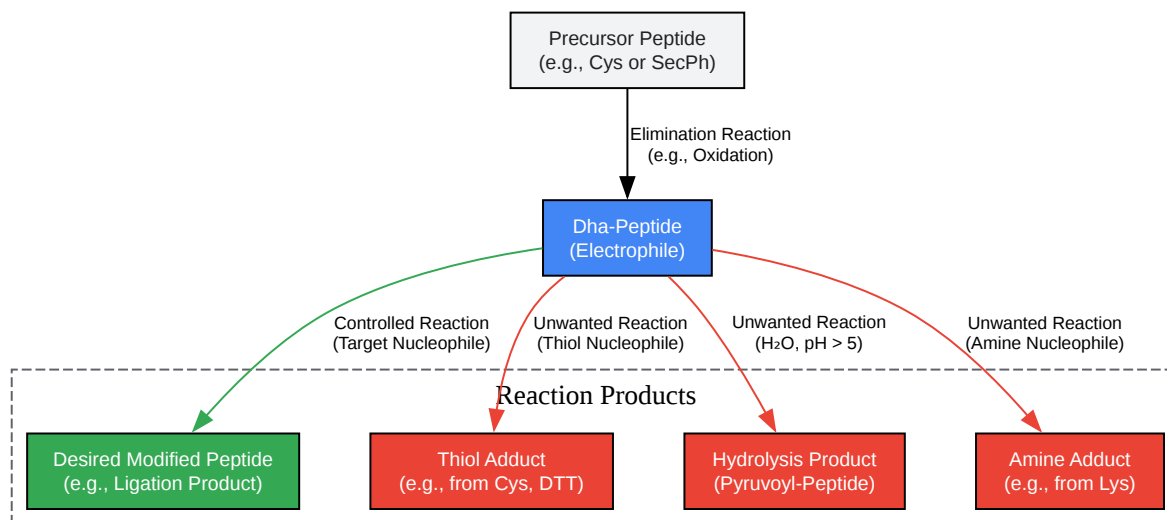 Precursor Peptide
(e.g., Cys or SecPh)
Elimination Reaction
(e.g., Oxidation)
Dha-Peptide
(Electrophile)
Controlled Reaction
(Target Nucleophile)
Unwanted Reaction
(Thiol Nucleophile)
Unwanted Reaction
(H₂O, pH > 5)
Unwanted Reaction
(Amine Nucleophile)
Reaction Products
Desired Modified Peptide
(e.g., Ligation Product)
Thiol Adduct
(e.g., from Cys, DTT)
Hydrolysis Product
(Pyruvoyl-Peptide)
Amine Adduct
(e.g., from Lys)